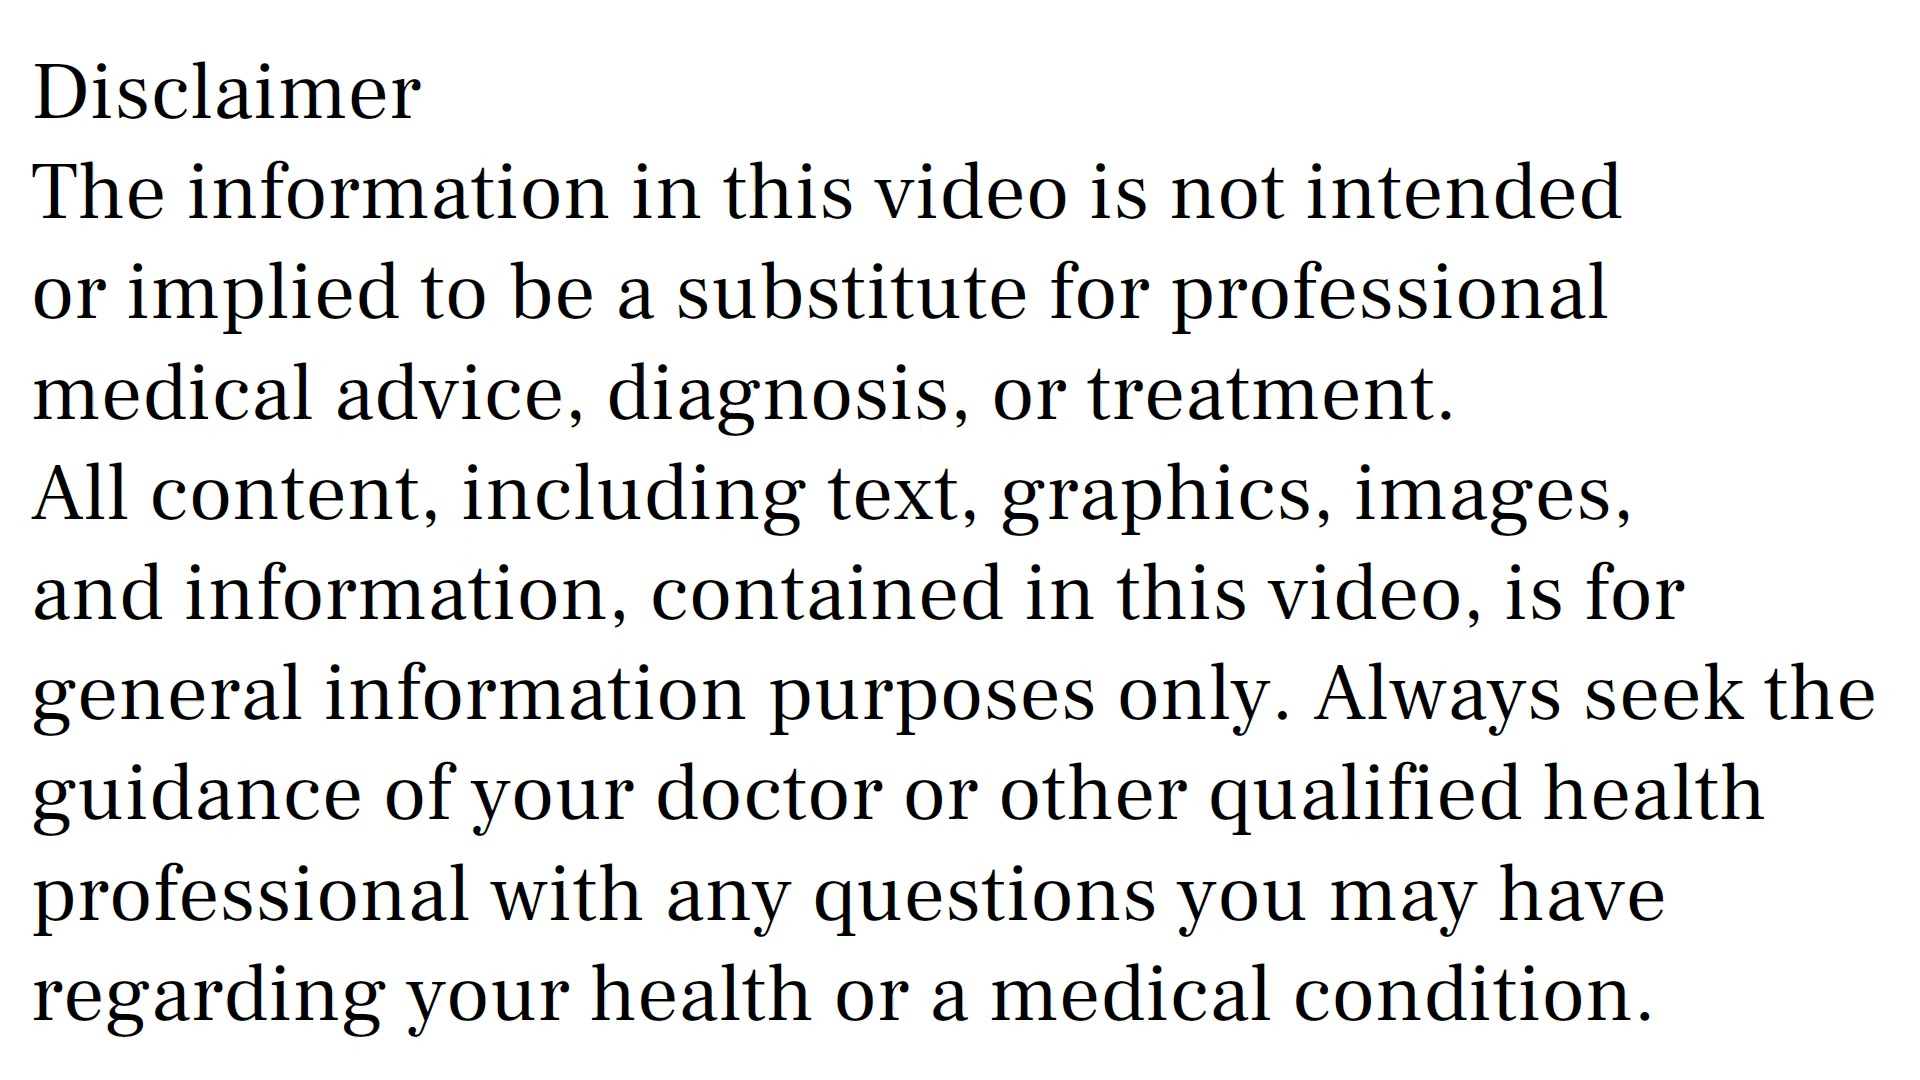 Disclaimer
The information in this video is not intended
or implied to be a substitute for professional
medical advice, diagnosis, or treatment.
All content, including text, graphics, images,
and information, contained in this video, is for
general information purposes only. Always seek the
guidance of your doctor or other qualified health
professional with any questions you may have
regarding your health or a medical condition.